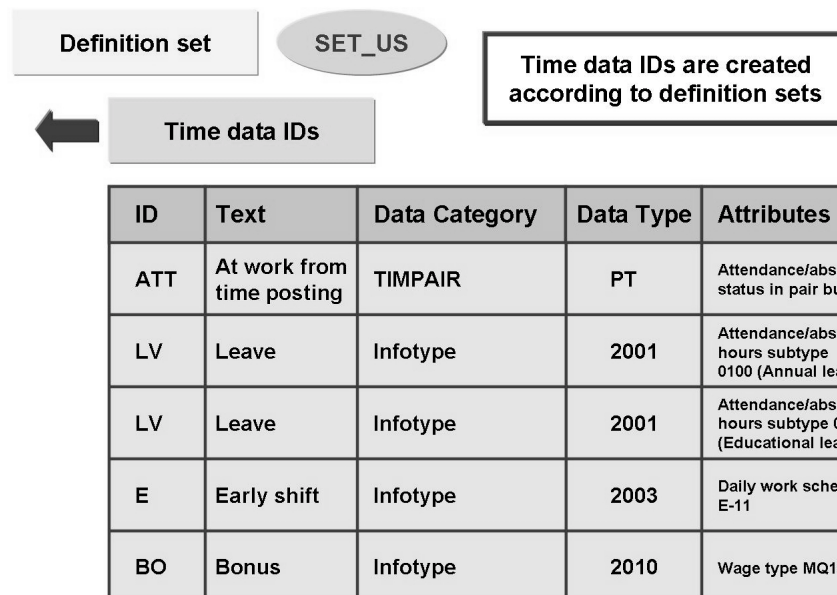 Definition set
SET_US
Time data IDs are created
according to definition sets
Time data IDs
ID Text Data Category Data Type Attributes
ATT
At work from
time posting
TIMPAIR
PT
Attendance/abs
status in pair bu
LV
Leave
Infotype
2001
Attendance/abs
hours subtype
0100 (Annual lea
LV
Leave
Infotype
2001
Attendance/abs
hours subtype 0
(Educational lea
E
Early shift
Infotype
2003
Daily work sche
E-11
BO
Bonus
Infotype
2010
Wage type MQ1